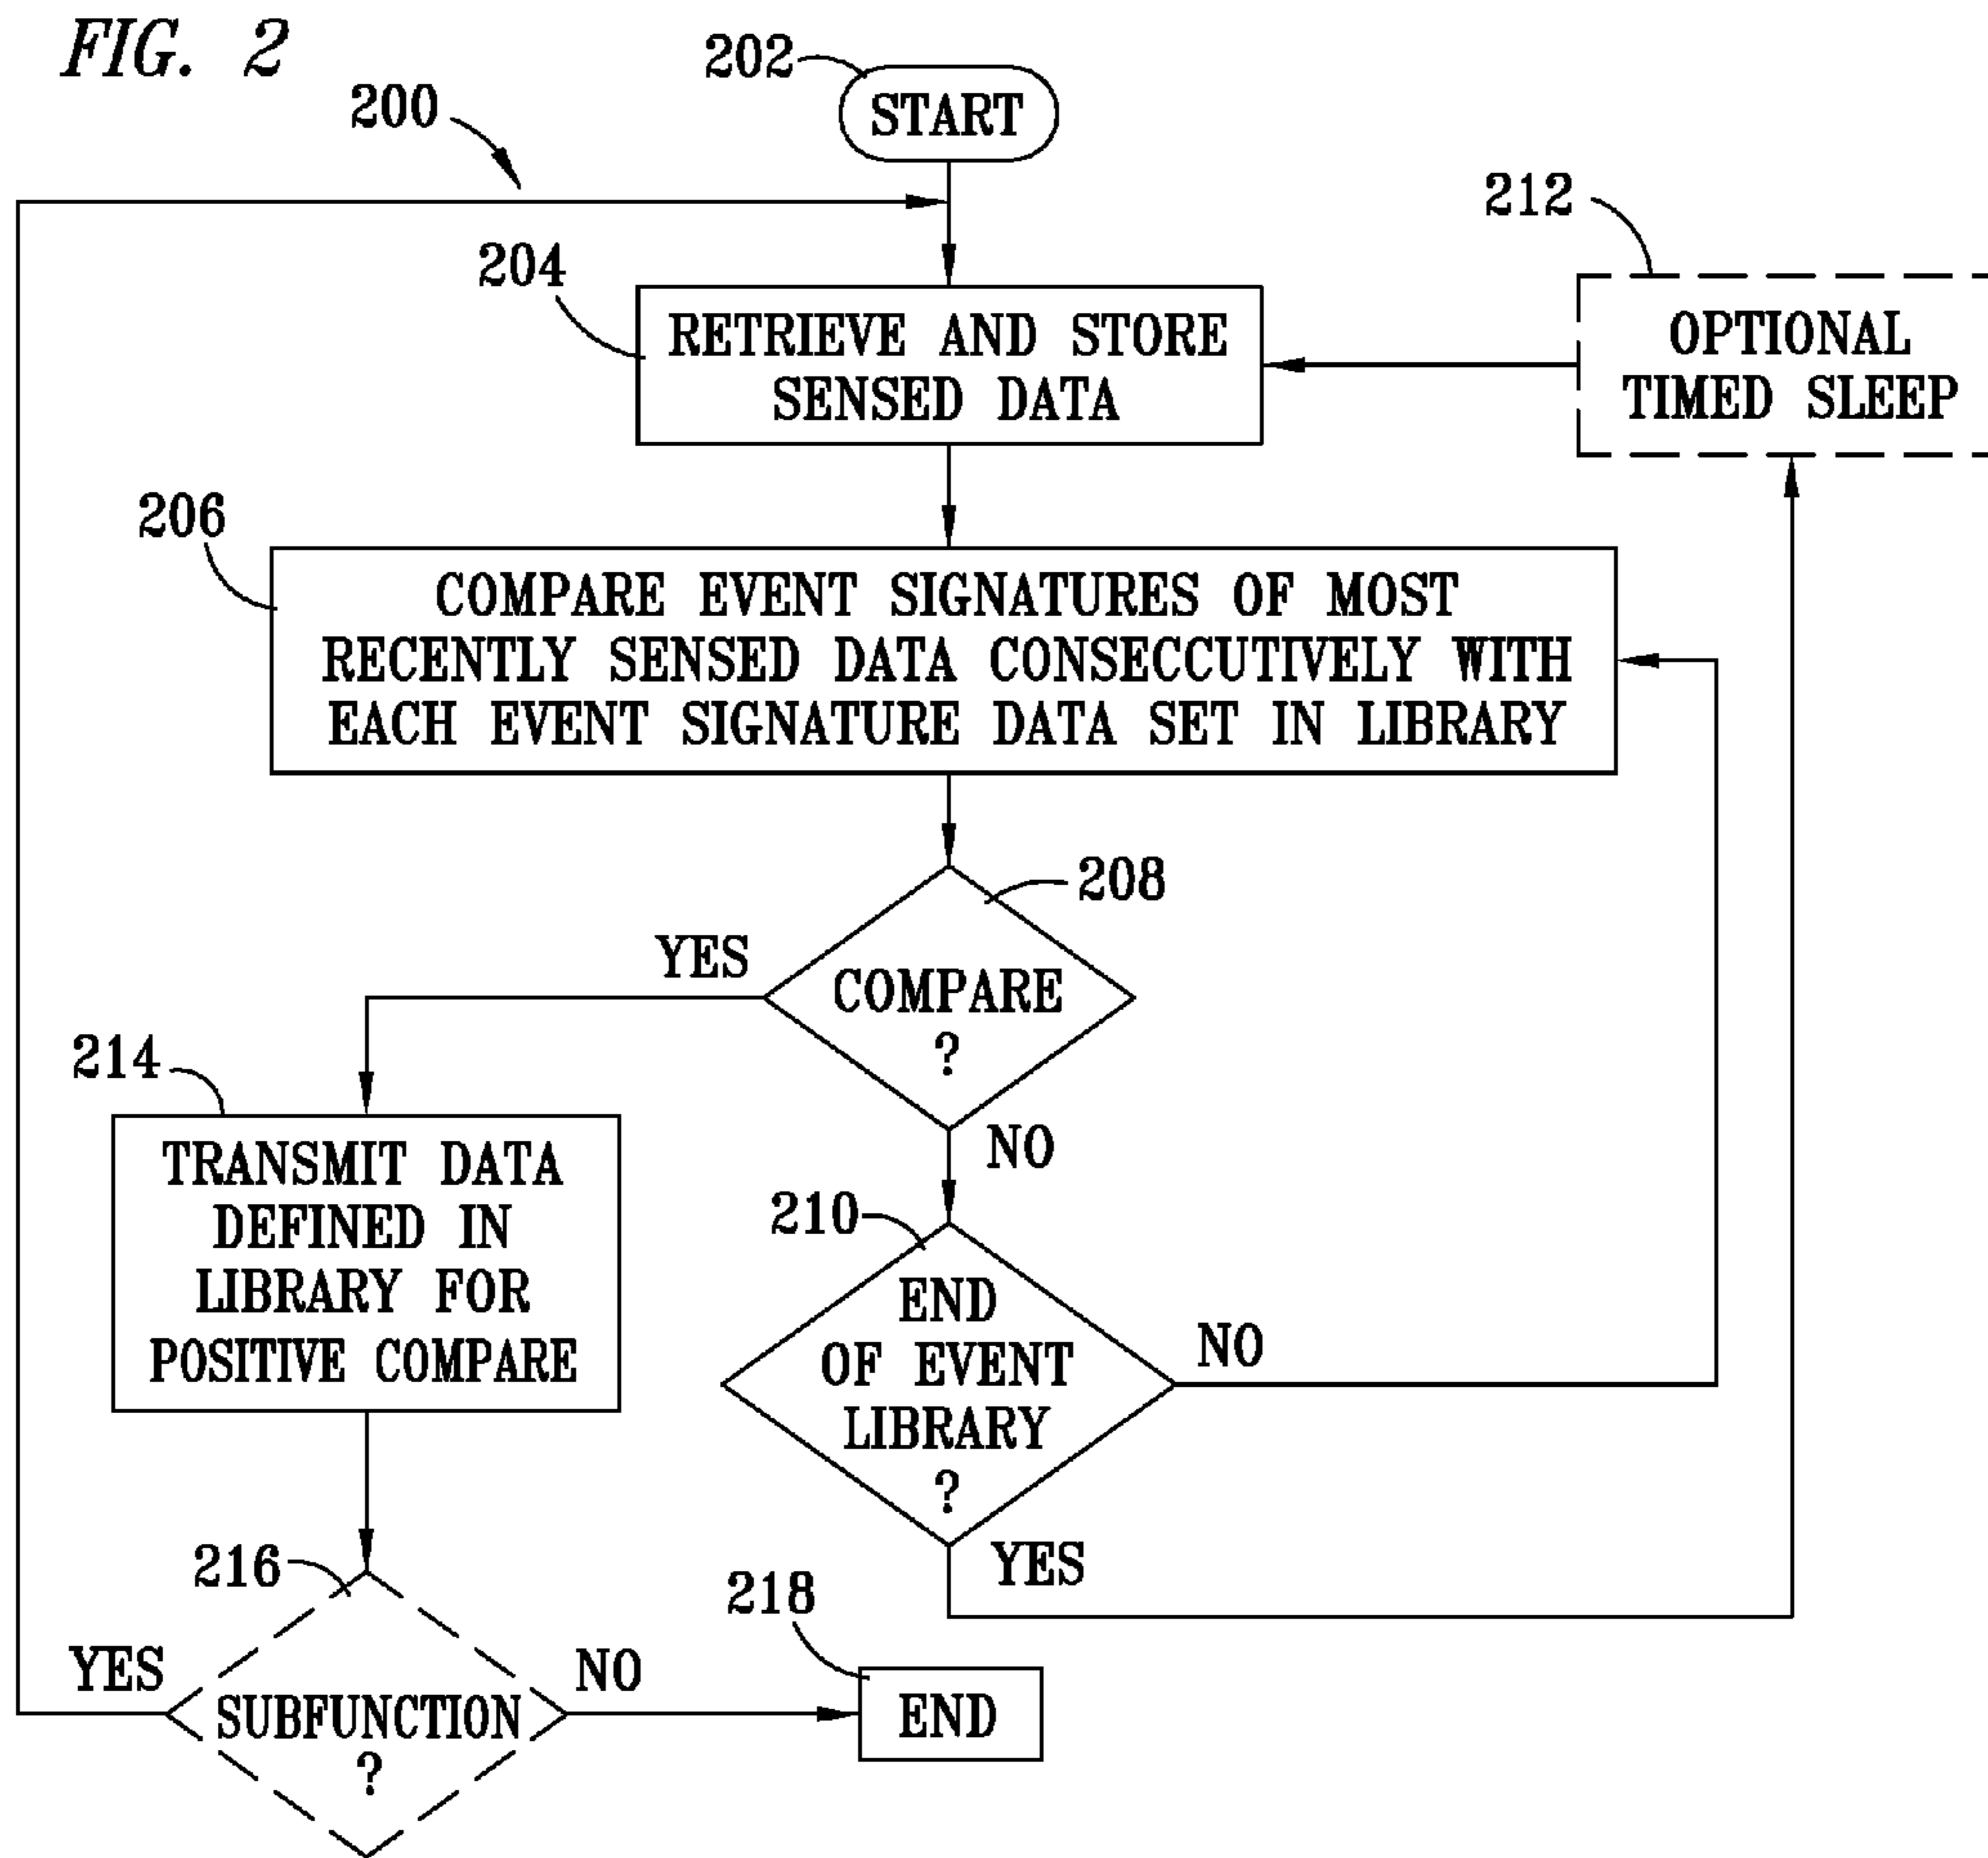 FIG. 2
202
START
200
212
204
RETRIEVE AND STORE
SENSED DATA
OPTIONAL
TIMED SLEEP
206
COMPARE EVENT SIGNATURES OF MOST
RECENTLY SENSED DATA CONSECCUTIVELY WITH
EACH EVENT SIGNATURE DATA SET IN LIBRARY
208
YES
COMPARE
?
NO
214
TRANSMIT DATA
DEFINED IN
LIBRARY FOR
POSITIVE COMPARE
210
END
OF EVENT
LIBRARY
?
NO
YES
216
SUBFUNCTION
?
YES
NO
218
END